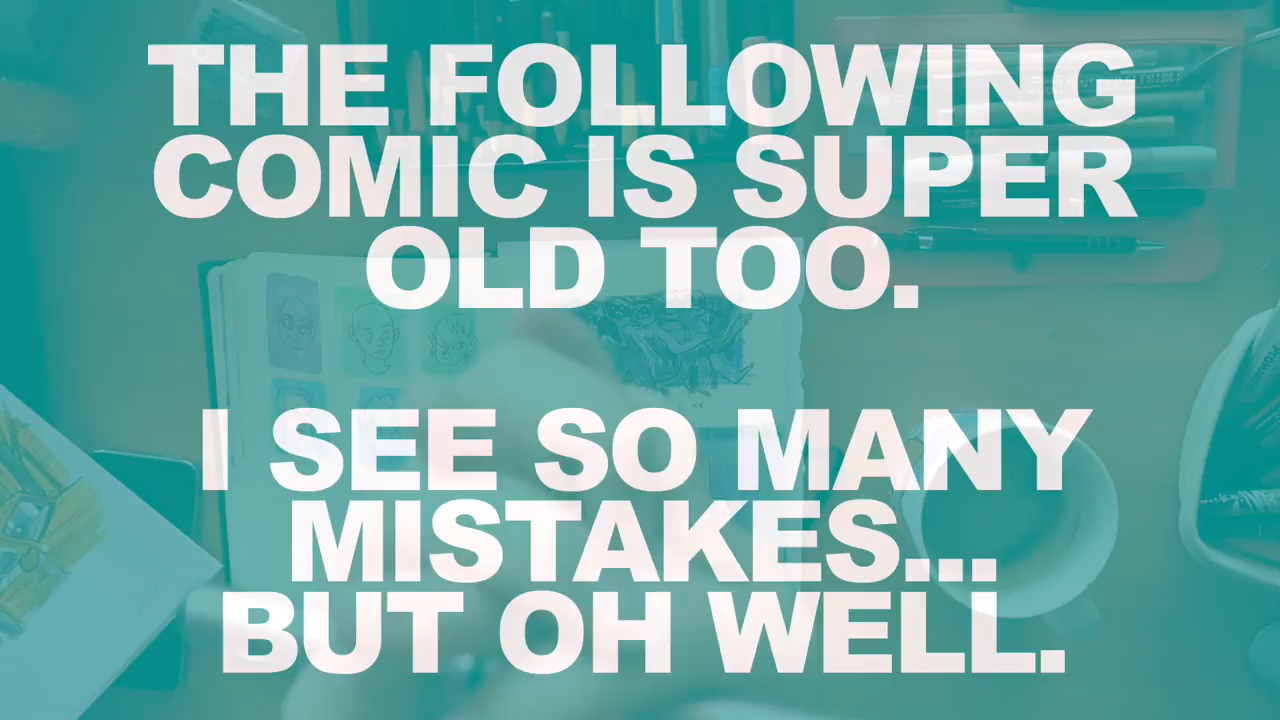 THE FOLLOWING
COMIC IS SUPER
OLD TOO.
I SEE SO MANY
MISTAKES...
BUT OH WELL.